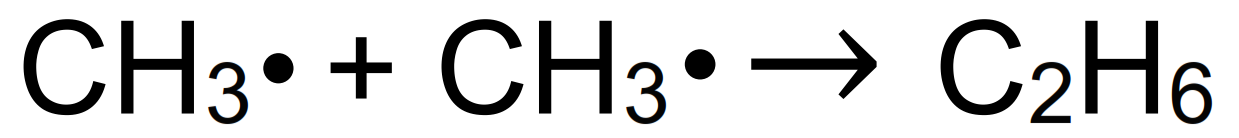 CH₃• + CH₃• → C₂H₆